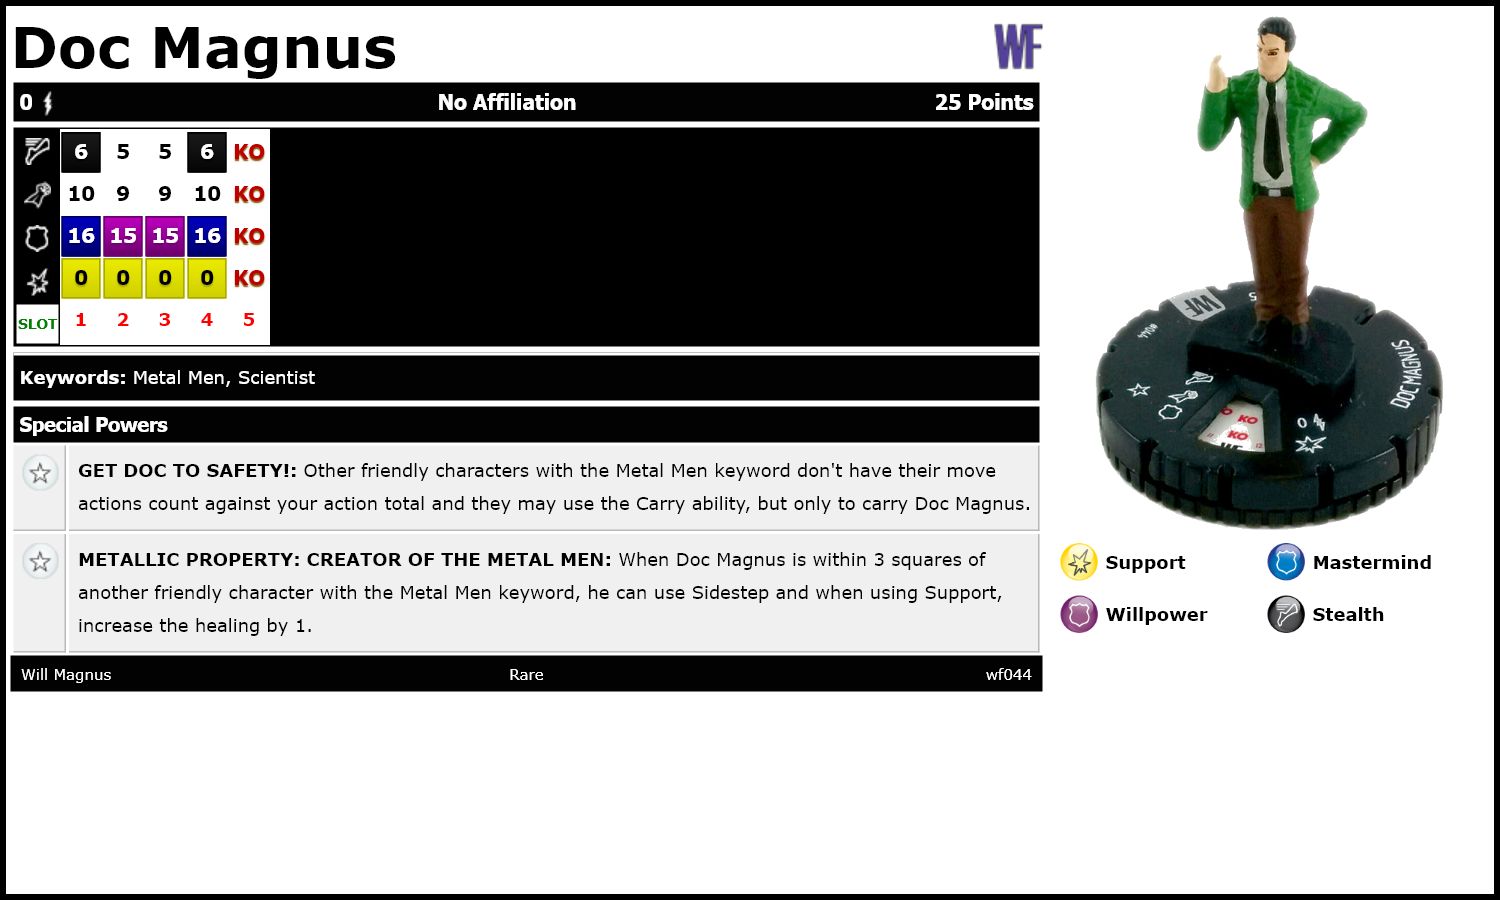 Doc Magnus
WF
0 No Affiliation 25 Points
6 5 5 6 KO
10 9 9 10 KO
16 15 15 16 KO
0 0 0 0 KO
SLOT 1 2 3 4 5
Keywords: Metal Men, Scientist
Special Powers
GET DOC TO SAFETY!: Other friendly characters with the Metal Men keyword don't have their move
actions count against your action total and they may use the Carry ability, but only to carry Doc Magnus.
METALLIC PROPERTY: CREATOR OF THE METAL MEN: When Doc Magnus is within 3 squares of
another friendly character with the Metal Men keyword, he can use Sidestep and when using Support,
increase the healing by 1.
Will Magnus Rare wf044
WF
#044
DOC MAGNUS
0
KO
KO
Support
Mastermind
Willpower
Stealth